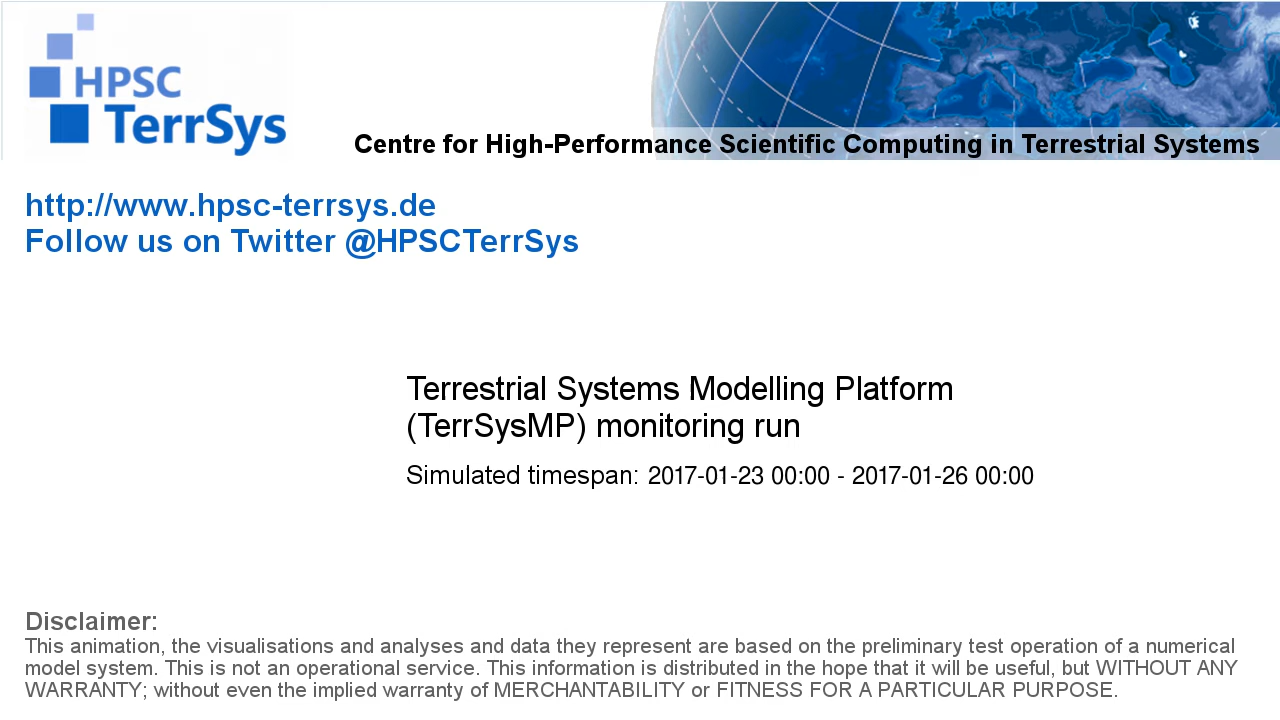 HPSC
TerrSys
Centre for High-Performance Scientific Computing in Terrestrial Systems
http://www.hpsc-terrsys.de
Follow us on Twitter @HPSCTerrSys
Terrestrial Systems Modelling Platform
(TerrSysMP) monitoring run
Simulated timespan: 2017-01-23 00:00 - 2017-01-26 00:00
Disclaimer:
This animation, the visualisations and analyses and data they represent are based on the preliminary test operation of a numerical
model system. This is not an operational service. This information is distributed in the hope that it will be useful, but WITHOUT ANY
WARRANTY; without even the implied warranty of MERCHANTABILITY or FITNESS FOR A PARTICULAR PURPOSE.